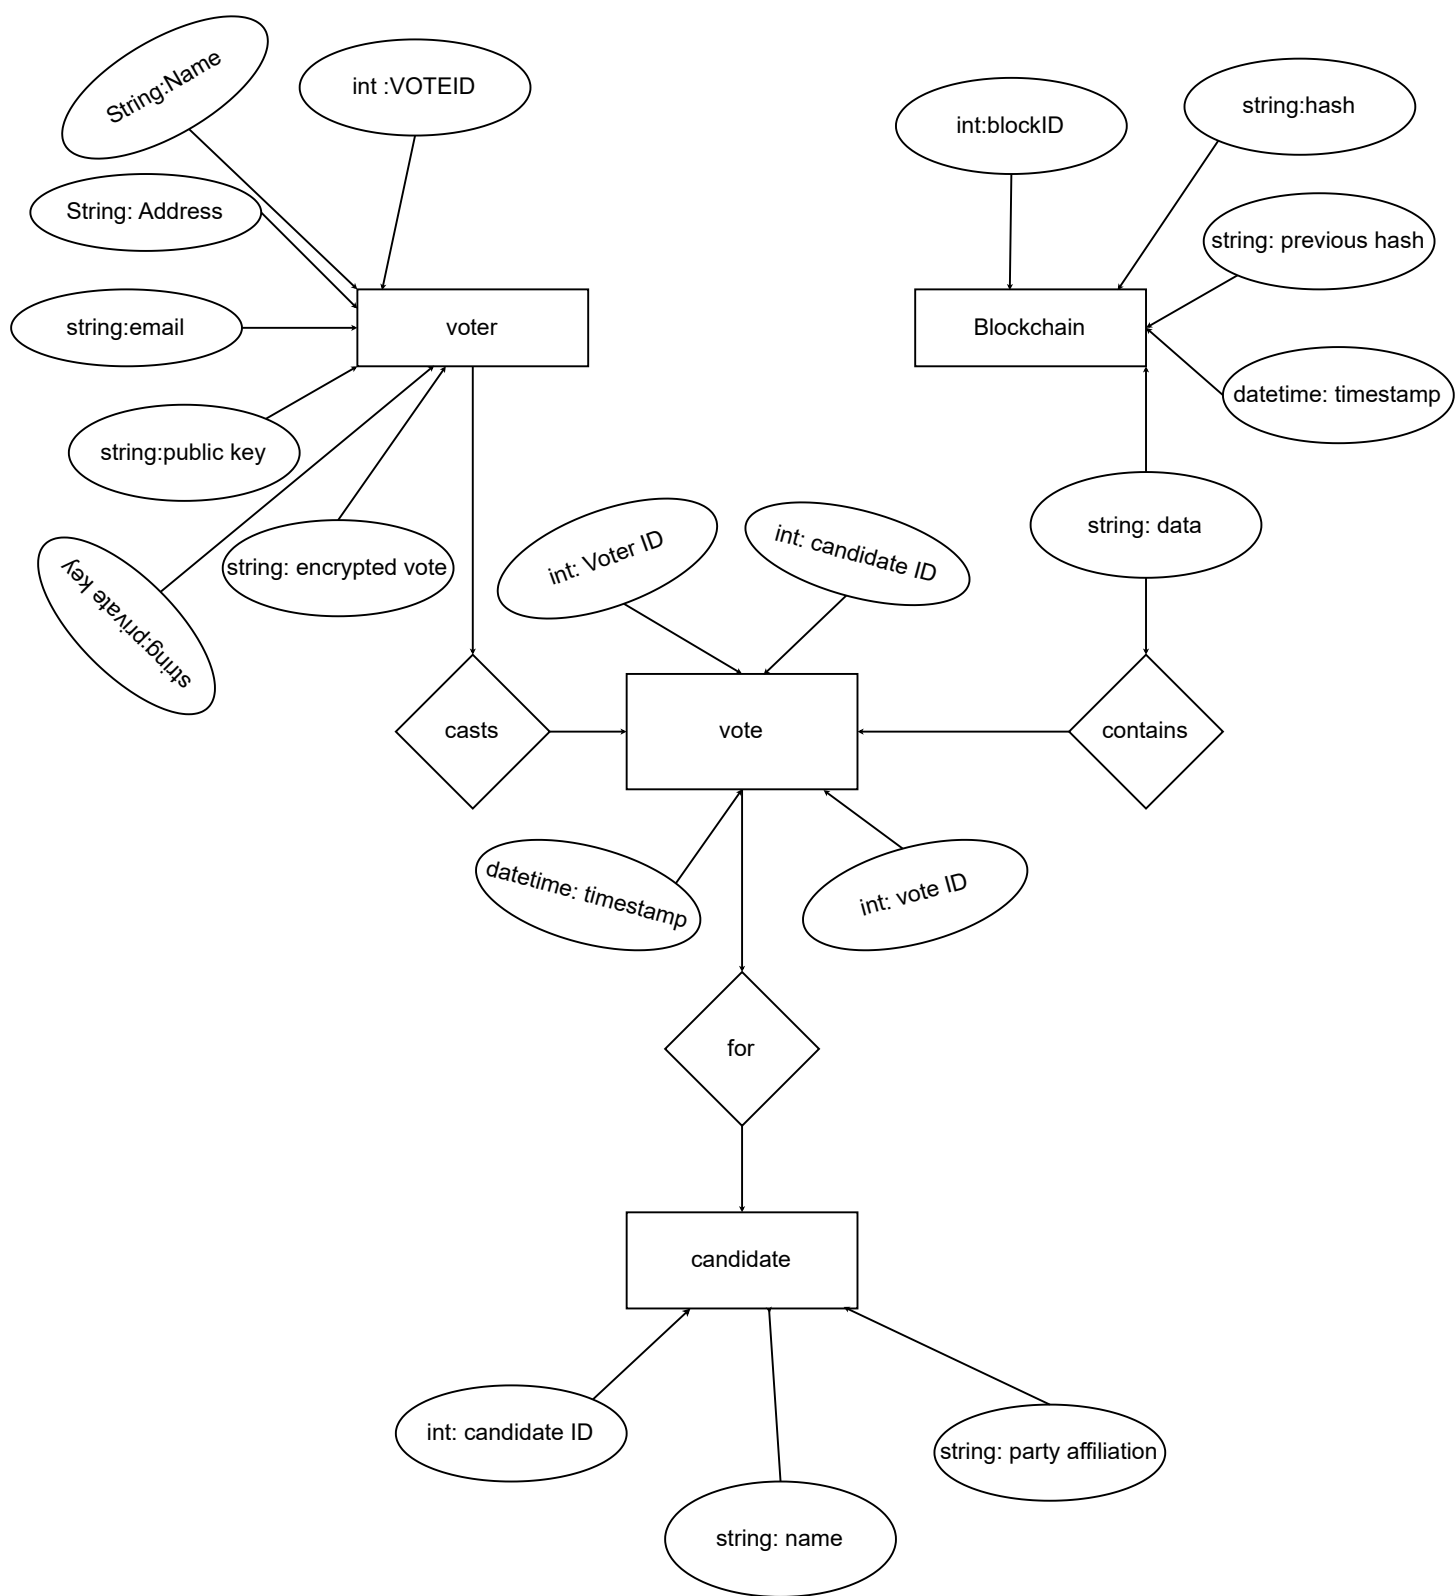 String:Name
int :VOTEID
int:blockID
string:hash
String: Address
string: previous hash
string:email
voter
Blockchain
datetime: timestamp
string:public key
string: data
string: encrypted vote
int: Voter ID
int: candidate ID
string:private key
casts
vote
contains
datetime: timestamp
int: vote ID
for
candidate
int: candidate ID
string: party affiliation
string: name